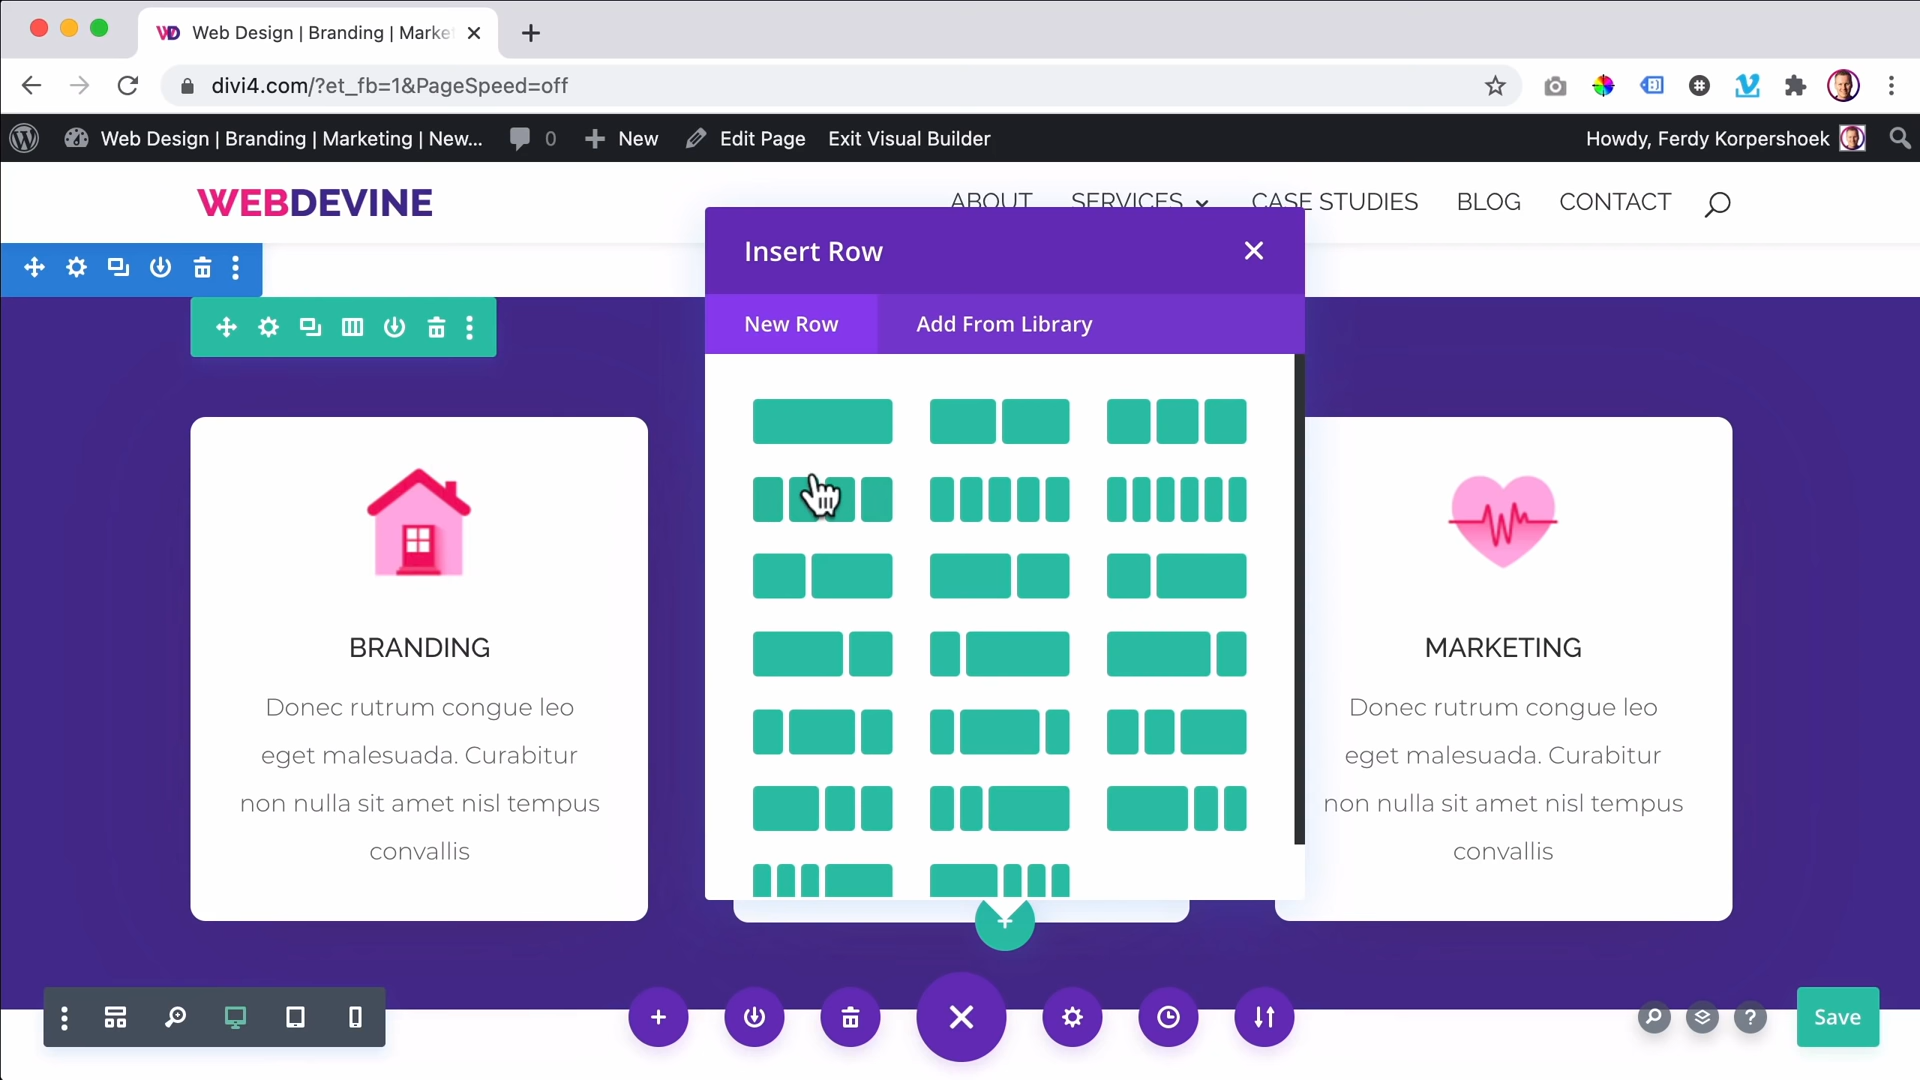 Web Design | Branding | Marke
divi4.com/?et_fb=1&PageSpeed=off
Web Design | Branding | Marketing | New... 0 New Edit Page Exit Visual Builder Howdy, Ferdy Korpershoek
WEBDEVINE ABOUT SERVICES CASE STUDIES BLOG CONTACT
Insert Row
New Row Add From Library
BRANDING
Donec rutrum congue leo
eget malesuada. Curabitur
non nulla sit amet nisl tempus
convallis
MARKETING
Donec rutrum congue leo
eget malesuada. Curabitur
non nulla sit amet nisl tempus
convallis
Save